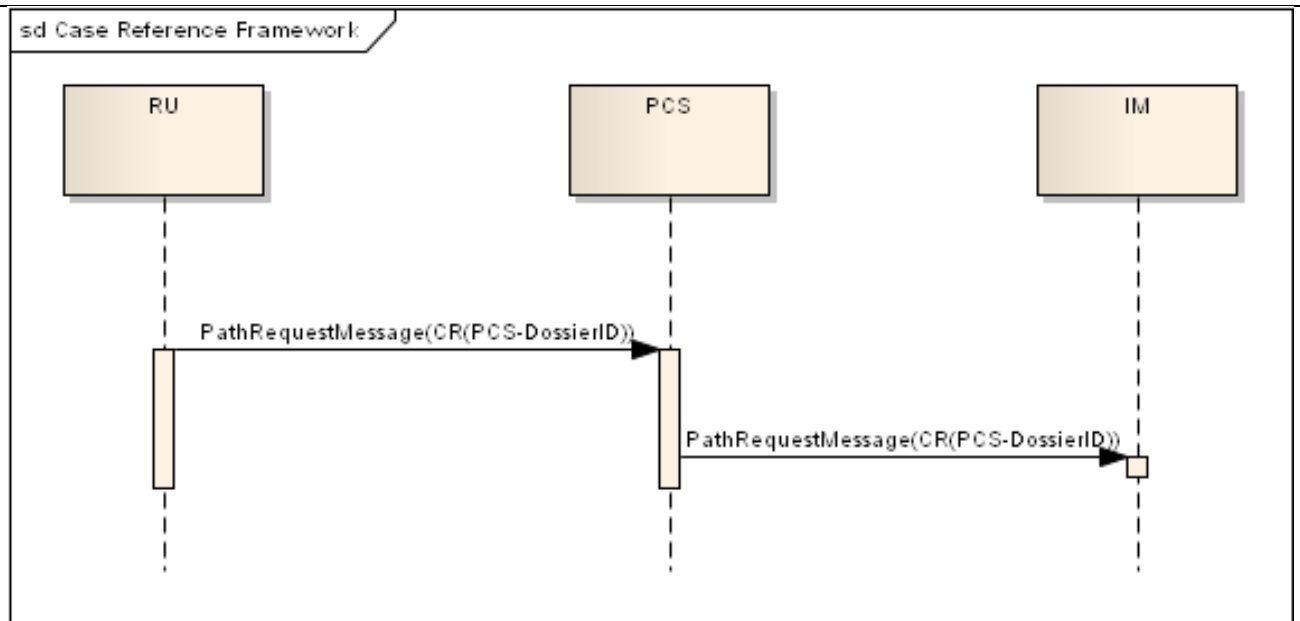 sd Case Reference Framework
RU
PCS
IM
PathRequestMessage(CR(PCS-DossierID))
PathRequestMessage(CR(PCS-DossierID))